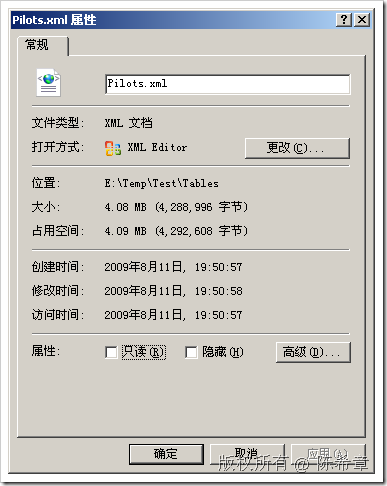 Pilots.xml 属性
常规
Pilots.xml
文件类型: XML 文档
打开方式: XML Editor 更改(C)...
位置: E:\Temp\Test\Tables
大小: 4.08 MB (4,288,996 字节)
占用空间: 4.09 MB (4,292,608 字节)
创建时间: 2009年8月11日, 19:50:57
修改时间: 2009年8月11日, 19:50:58
访问时间: 2009年8月11日, 19:50:57
属性: 只读(R) 隐藏(H) 高级(D)...
确定 取消 应用(A)
版权所有 @ 陈希章